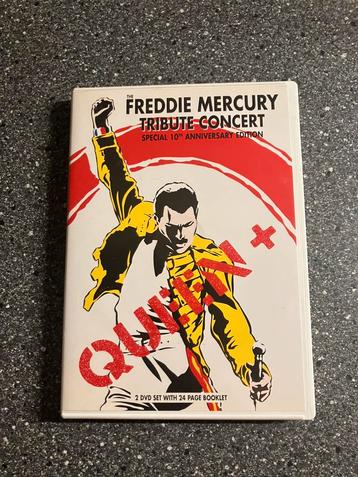 THE
FREDDIE MERCURY
TRIBUTE CONCERT
SPECIAL 10TH ANNIVERSARY EDITION
QUEEN +
2 DVD SET WITH 24 PAGE BOOKLET